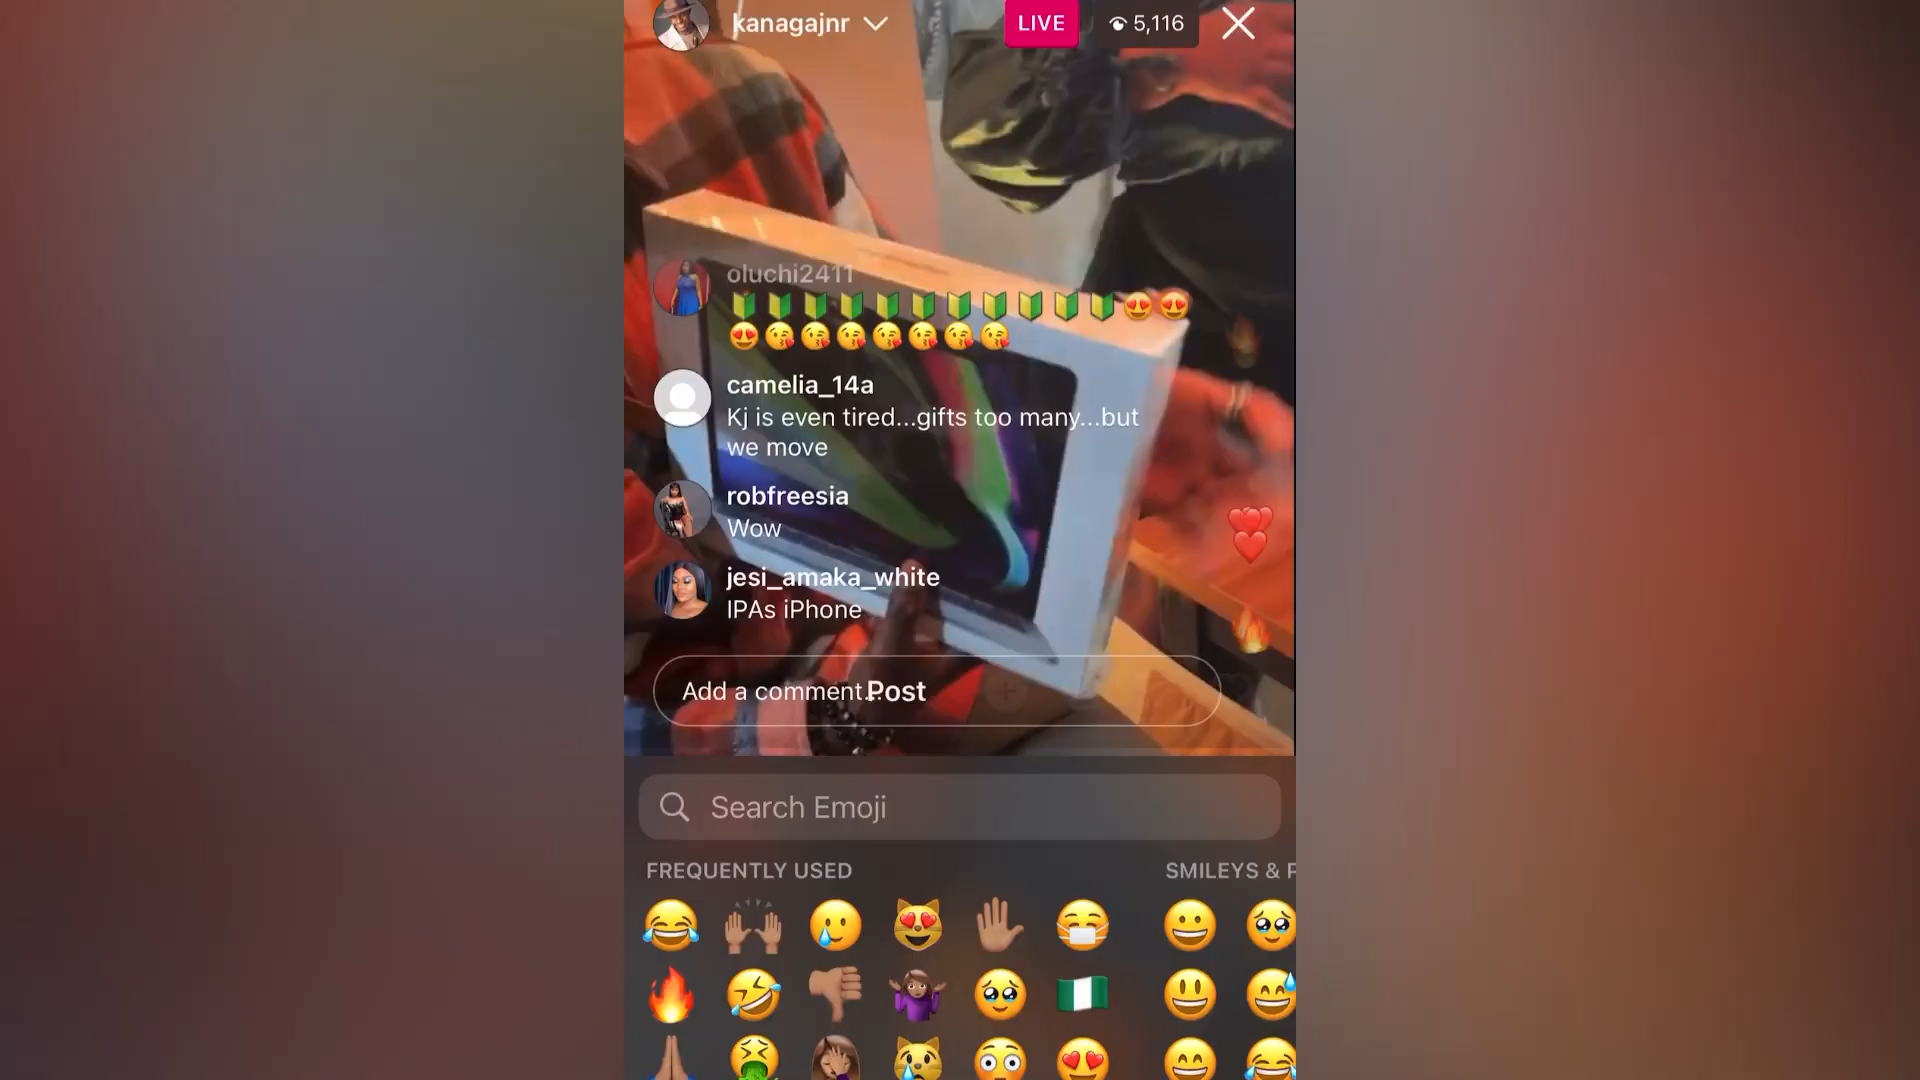 kanagajnr
LIVE
5,116
oluchi2411
camelia_14a
Kj is even tired...gifts too many...but
we move
robfreesia
Wow
jesi_amaka_white
IPAs iPhone
Add a comment... Post
Search Emoji
FREQUENTLY USED
SMILEYS & P